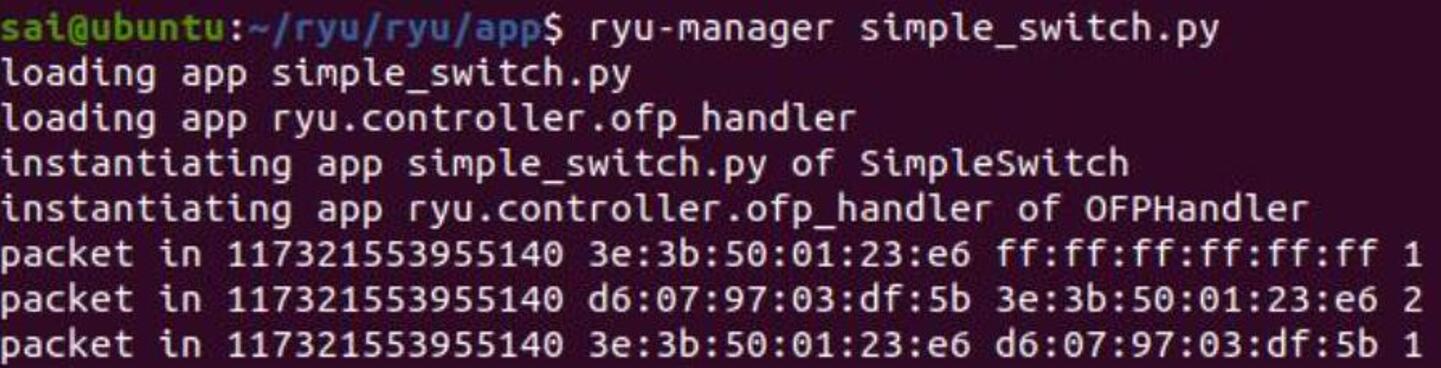 sai@ubuntu:~/ryu/ryu/app$ ryu-manager simple_switch.py
loading app simple_switch.py
loading app ryu.controller.ofp_handler
instantiating app simple_switch.py of SimpleSwitch
instantiating app ryu.controller.ofp_handler of OFPHandler
packet in 117321553955140 3e:3b:50:01:23:e6 ff:ff:ff:ff:ff:ff 1
packet in 117321553955140 d6:07:97:03:df:5b 3e:3b:50:01:23:e6 2
packet in 117321553955140 3e:3b:50:01:23:e6 d6:07:97:03:df:5b 1